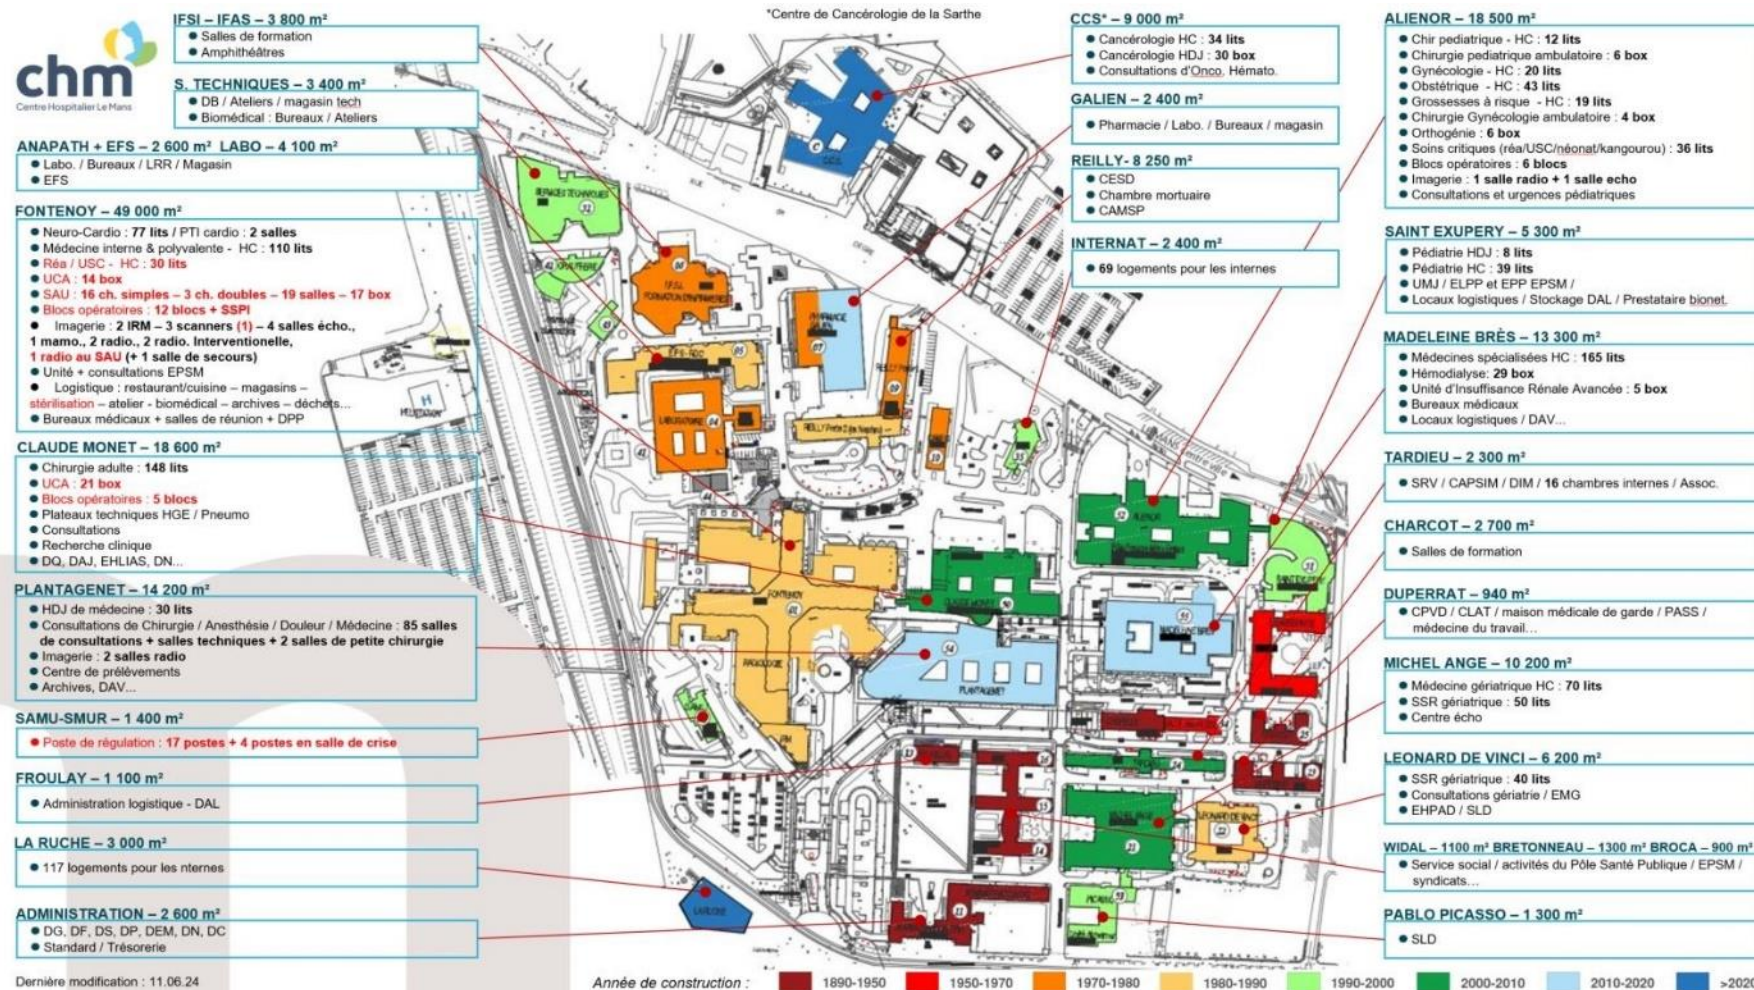 chm
Centre Hospitalier Le Mans
IFSI – IFAS – 3 800 m²
Salles de formation
Amphithéâtres
S. TECHNIQUES – 3 400 m²
DB / Ateliers / magasin tech
Biomédical : Bureaux / Ateliers
ANAPATH + EFS – 2 600 m² LABO – 4 100 m²
Labo. / Bureaux / LRR / Magasin
EFS
FONTENOY – 49 000 m²
Neuro-Cardio : 77 lits / PTI cardio : 2 salles
Médecine interne & polyvalente - HC : 110 lits
Réa / USC - HC : 30 lits
UCA : 14 box
SAU : 16 ch. simples – 3 ch. doubles – 19 salles – 17 box
Blocs opératoires : 12 blocs + SSPI
Imagerie : 2 IRM – 3 scanners (1) – 4 salles écho.,
1 mamo., 2 radio., 2 radio. Interventionelle,
1 radio au SAU (+ 1 salle de secours)
Unité + consultations EPSM
Logistique : restaurant/cuisine – magasins –
stérilisation – atelier - biomédical – archives – déchets...
Bureaux médicaux + salles de réunion + DPP
CLAUDE MONET – 18 600 m²
Chirurgie adulte : 148 lits
UCA : 21 box
Blocs opératoires : 5 blocs
Plateaux techniques HGE / Pneumo
Consultations
Recherche clinique
DQ, DAJ, EHLIAS, DN...
PLANTAGENET – 14 200 m²
HDJ de médecine : 30 lits
Consultations de Chirurgie / Anesthésie / Douleur / Médecine : 85 salles
de consultations + salles techniques + 2 salles de petite chirurgie
Imagerie : 2 salles radio
Centre de prélèvements
Archives, DAV...
SAMU-SMUR – 1 400 m²
Poste de régulation : 17 postes + 4 postes en salle de crise
FROULAY – 1 100 m²
Administration logistique - DAL
LA RUCHE – 3 000 m²
117 logements pour les nternes
ADMINISTRATION – 2 600 m²
DG, DF, DS, DP, DEM, DN, DC
Standard / Trésorerie
Dernière modification : 11.06.24
*Centre de Cancérologie de la Sarthe
CCS* – 9 000 m²
Cancérologie HC : 34 lits
Cancérologie HDJ : 30 box
Consultations d'Onco. Hémato.
GALIEN – 2 400 m²
Pharmacie / Labo. / Bureaux / magasin
REILLY- 8 250 m²
CESD
Chambre mortuaire
CAMSP
INTERNAT – 2 400 m²
69 logements pour les internes
ALIENOR – 18 500 m²
Chir pediatrique - HC : 12 lits
Chirurgie pediatrique ambulatoire : 6 box
Gynécologie - HC : 20 lits
Obstétrique - HC : 43 lits
Grossesses à risque - HC : 19 lits
Chirurgie Gynécologie ambulatoire : 4 box
Orthogénie : 6 box
Soins critiques (réa/USC/néonat/kangourou) : 36 lits
Blocs opératoires : 6 blocs
Imagerie : 1 salle radio + 1 salle echo
Consultations et urgences pédiatriques
SAINT EXUPERY – 5 300 m²
Pédiatrie HDJ : 8 lits
Pédiatrie HC : 39 lits
UMJ / ELPP et EPP EPSM /
Locaux logistiques / Stockage DAL / Prestataire bionet.
MADELEINE BRÈS – 13 300 m²
Médecines spécialisées HC : 165 lits
Hémodialyse: 29 box
Unité d'Insuffisance Rénale Avancée : 5 box
Bureaux médicaux
Locaux logistiques / DAV...
TARDIEU – 2 300 m²
SRV / CAPSIM / DIM / 16 chambres internes / Assoc.
CHARCOT – 2 700 m²
Salles de formation
DUPERRAT – 940 m²
CPVD / CLAT / maison médicale de garde / PASS /
médecine du travail...
MICHEL ANGE – 10 200 m²
Médecine gériatrique HC : 70 lits
SSR gériatrique : 50 lits
Centre écho
LEONARD DE VINCI – 6 200 m²
SSR gériatrique : 40 lits
Consultations gériatrie / EMG
EHPAD / SLD
WIDAL – 1100 m² BRETONNEAU – 1300 m² BROCA – 900 m²
Service social / activités du Pôle Santé Publique / EPSM /
syndicats...
PABLO PICASSO – 1 300 m²
SLD
SERVICES TECHNIQUES
LABORATOIRE
04
07
FONTENOY
RADIOLOGIE
CLAUDE MONET
PLANTAGENET
54
ALIENOR
52
LEONARD DE VINCI
LA RUCHE
H
Année de construction :
1890-1950
1950-1970
1970-1980
1980-1990
1990-2000
2000-2010
2010-2020
>2020